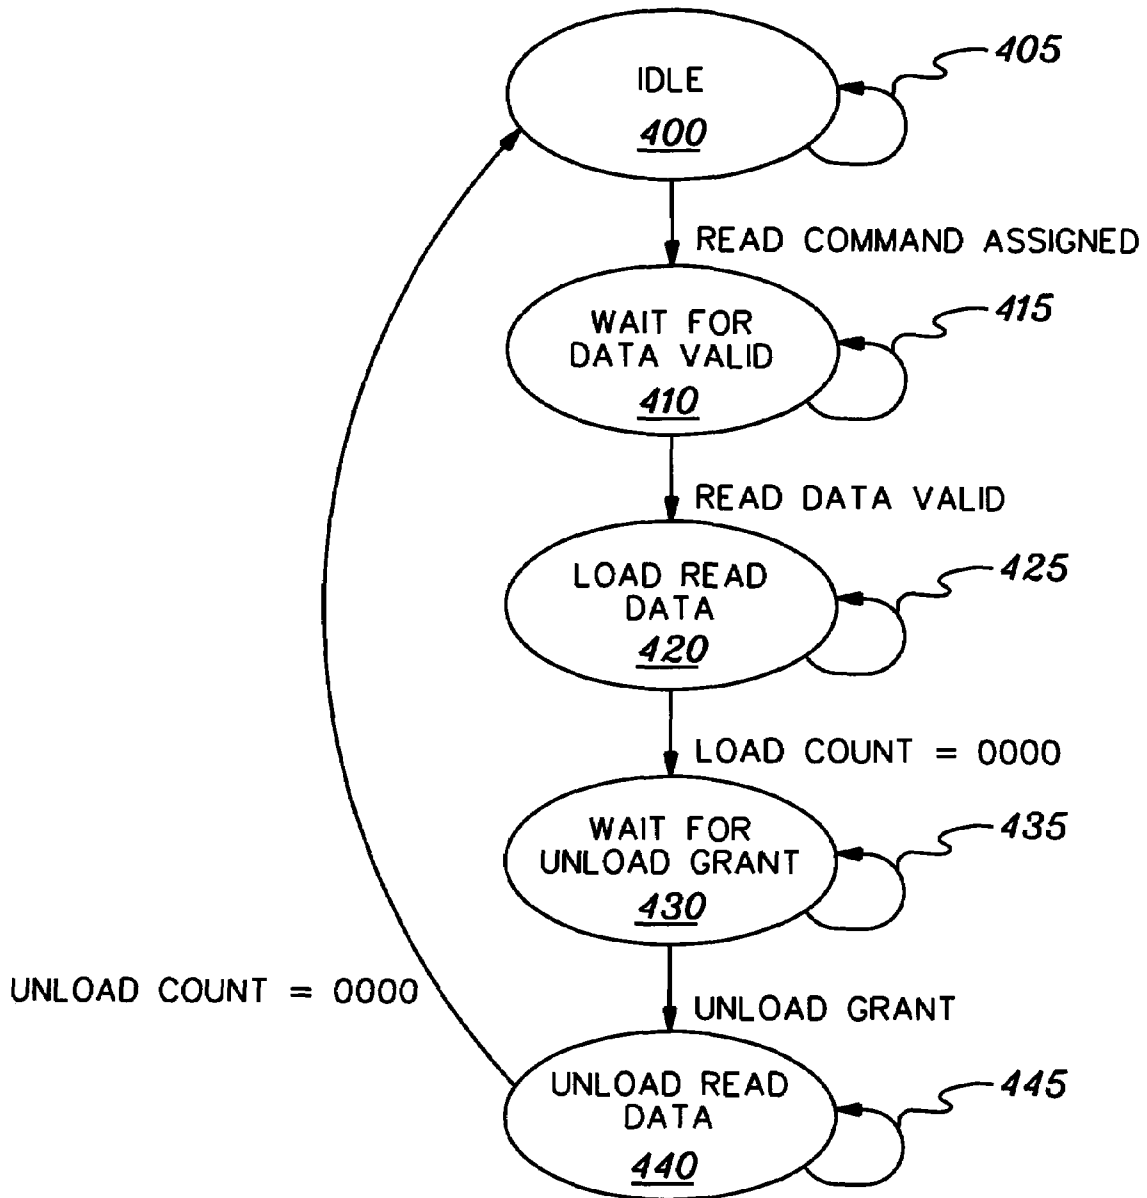 IDLE
400
405
READ COMMAND ASSIGNED
WAIT FOR
DATA VALID
410
415
READ DATA VALID
LOAD READ
DATA
420
425
LOAD COUNT = 0000
WAIT FOR
UNLOAD GRANT
430
435
UNLOAD COUNT = 0000
UNLOAD GRANT
UNLOAD READ
DATA
440
445